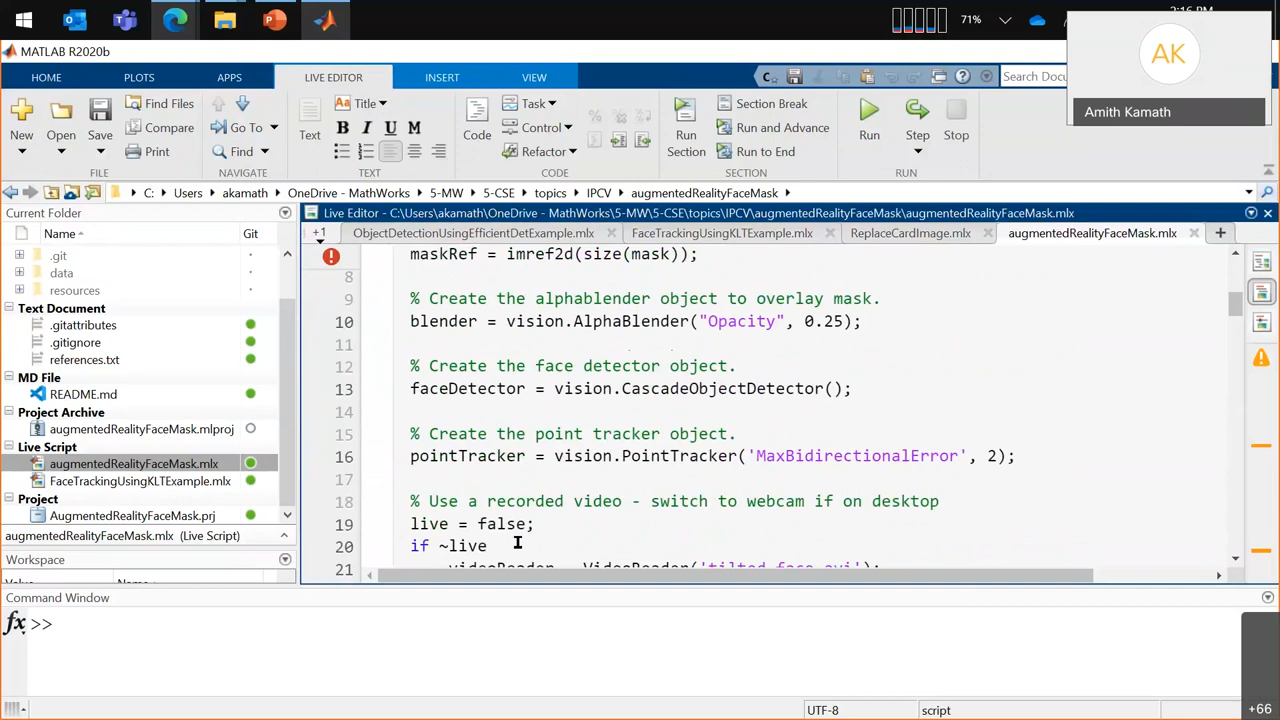 71%
AK
Amith Kamath
MATLAB R2020b
HOME PLOTS APPS LIVE EDITOR INSERT VIEW
Search Docu
New Open Save
Find Files
Compare
Print
FILE
Go To
Find
NAVIGATE
Text
Aa Title
B I U M
TEXT
Code
Task
Control
Refactor
CODE
Run Section
Section Break
Run and Advance
Run to End
SECTION
Run Step Stop
RUN
C: Users akamath OneDrive - MathWorks 5-MW 5-CSE topics IPCV augmentedRealityFaceMask
Current Folder
Name Git
.git
data
resources
Text Document
.gitattributes
.gitignore
references.txt
MD File
README.md
Project Archive
augmentedRealityFaceMask.mlproj
Live Script
augmentedRealityFaceMask.mlx
FaceTrackingUsingKLTExample.mlx
Project
AugmentedRealityFaceMask.prj
augmentedRealityFaceMask.mlx (Live Script)
Workspace
Live Editor - C:\Users\akamath\OneDrive - MathWorks\5-MW\5-CSE\topics\IPCV\augmentedRealityFaceMask\augmentedRealityFaceMask.mlx
+1 ObjectDetectionUsingEfficientDetExample.mlx FaceTrackingUsingKLTExample.mlx ReplaceCardImage.mlx augmentedRealityFaceMask.mlx
maskRef = imref2d(size(mask));
8
9 % Create the alphablender object to overlay mask.
10 blender = vision.AlphaBlender("Opacity", 0.25);
11
12 % Create the face detector object.
13 faceDetector = vision.CascadeObjectDetector();
14
15 % Create the point tracker object.
16 pointTracker = vision.PointTracker('MaxBidirectionalError', 2);
17
18 % Use a recorded video - switch to webcam if on desktop
19 live = false;
20 if ~live
21 videoReader = VideoReader('tilted_face.avi');
Command Window
fx >>
UTF-8 script
+66